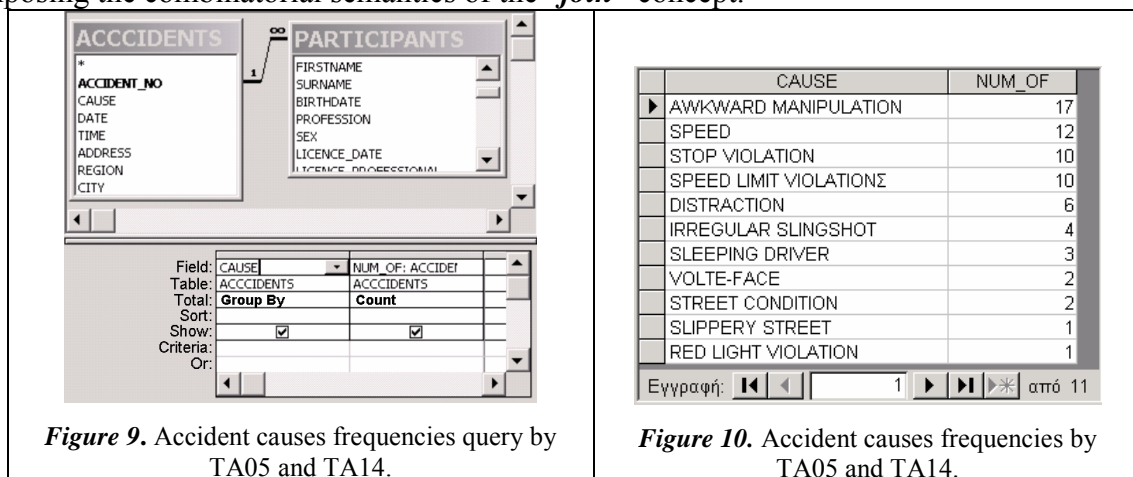 posing the combinatorial semantics of the "join" concept.
ACCCIDENTS
*
ACCIDENT_NO
CAUSE
DATE
TIME
ADDRESS
REGION
CITY
1
∞
PARTICIPANTS
FIRSTNAME
SURNAME
BIRTHDATE
PROFESSION
SEX
LICENCE_DATE
LICENCE_PROFESSIONAL
Field: CAUSE NUM_OF: ACCIDEI
Table: ACCCIDENTS ACCCIDENTS
Total: Group By Count
Sort:
Show:
Criteria:
Or:
Figure 9. Accident causes frequencies query by
TA05 and TA14.
CAUSE NUM_OF
AWKWARD MANIPULATION 17
SPEED 12
STOP VIOLATION 10
SPEED LIMIT VIOLATIONΣ 10
DISTRACTION 6
IRREGULAR SLINGSHOT 4
SLEEPING DRIVER 3
VOLTE-FACE 2
STREET CONDITION 2
SLIPPERY STREET 1
RED LIGHT VIOLATION 1
Εγγραφή: 1 από 11
Figure 10. Accident causes frequencies by
TA05 and TA14.